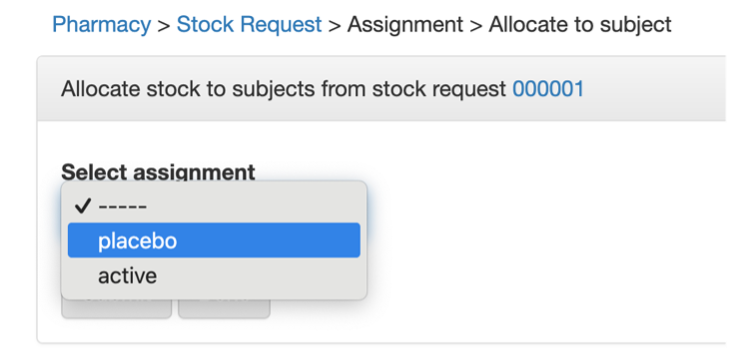 Pharmacy > Stock Request > Assignment > Allocate to subject
Allocate stock to subjects from stock request 000001
Select assignment
✓ -----
placebo
active